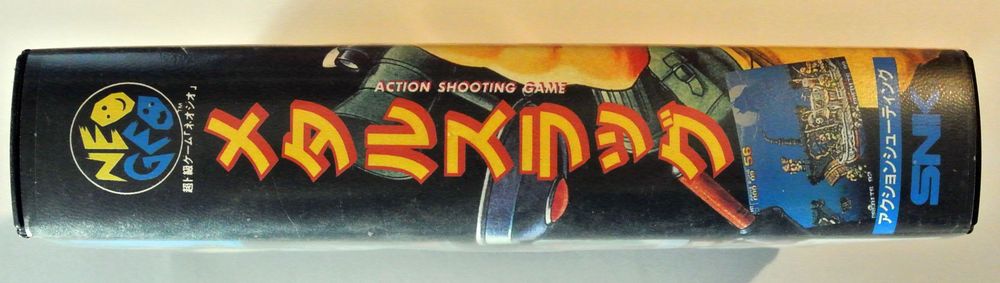 NEO
GEO
TM
超ド級ゲーム「ネオジオ」
ACTION SHOOTING GAME
メタルスラッグ
アクションシューティング
SNK